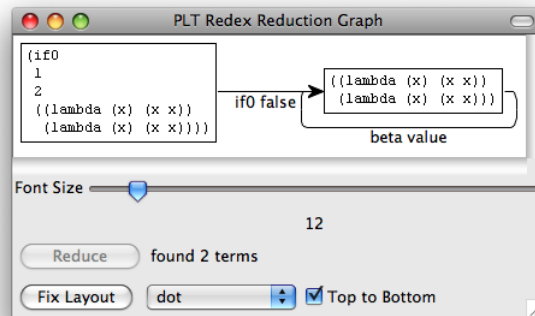 PLT Redex Reduction Graph
(if0
1
2
((lambda (x) (x x))
(lambda (x) (x x))))
if0 false
((lambda (x) (x x))
(lambda (x) (x x)))
beta value
Font Size
12
Reduce
found 2 terms
Fix Layout
dot
Top to Bottom